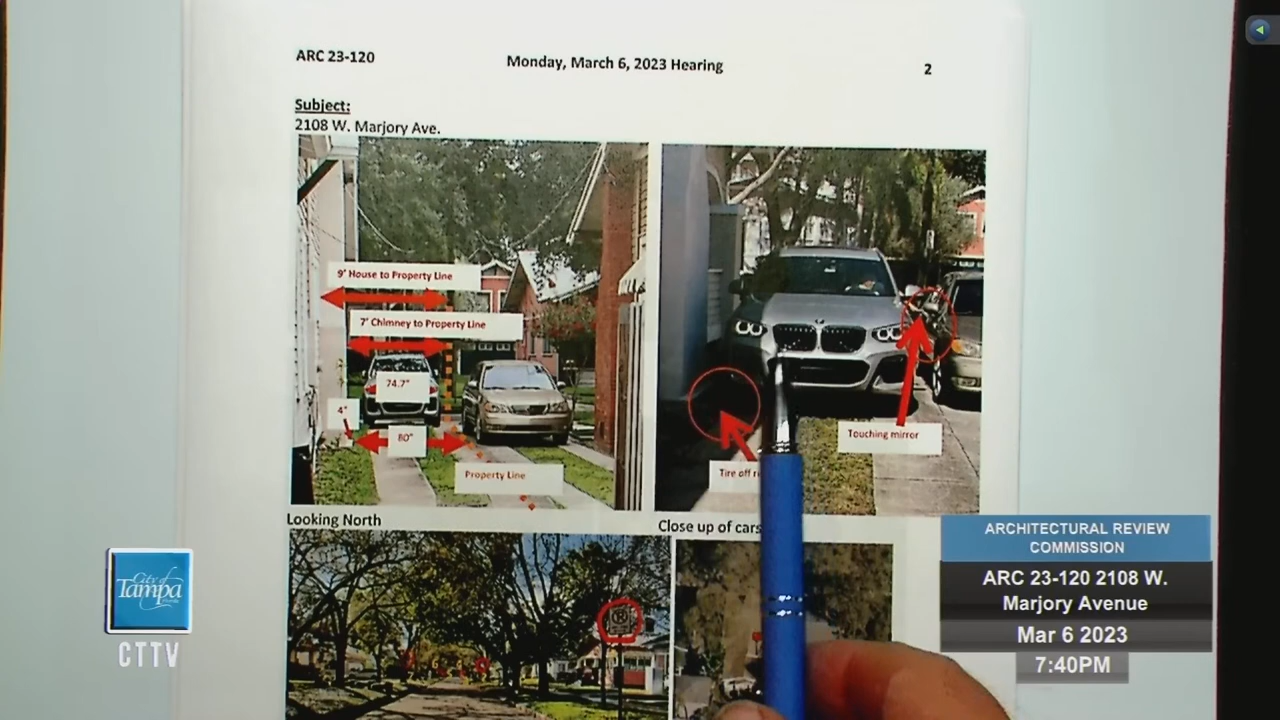 ARC 23-120
Monday, March 6, 2023 Hearing
2
Subject:
2108 W. Marjory Ave.
9' House to Property Line
7' Chimney to Property Line
74.7"
4"
80"
Property Line
Touching mirror
Tire off
Looking North
Close up of cars
City of
Tampa
CTTV
ARCHITECTURAL REVIEW
COMMISSION
ARC 23-120 2108 W.
Marjory Avenue
Mar 6 2023
7:40PM